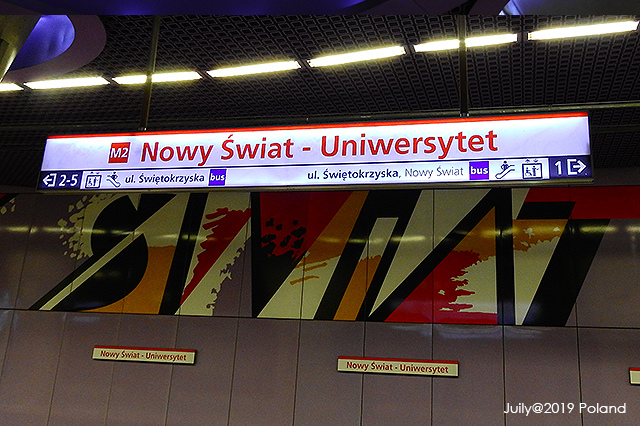 M2 Nowy Świat - Uniwersytet
2-5 ul. Świętokrzyska bus ul. Świętokrzyska, Nowy Świat bus 1
Nowy Świat - Uniwersytet
Nowy Świat - Uniwersytet
Juily@2019 Poland